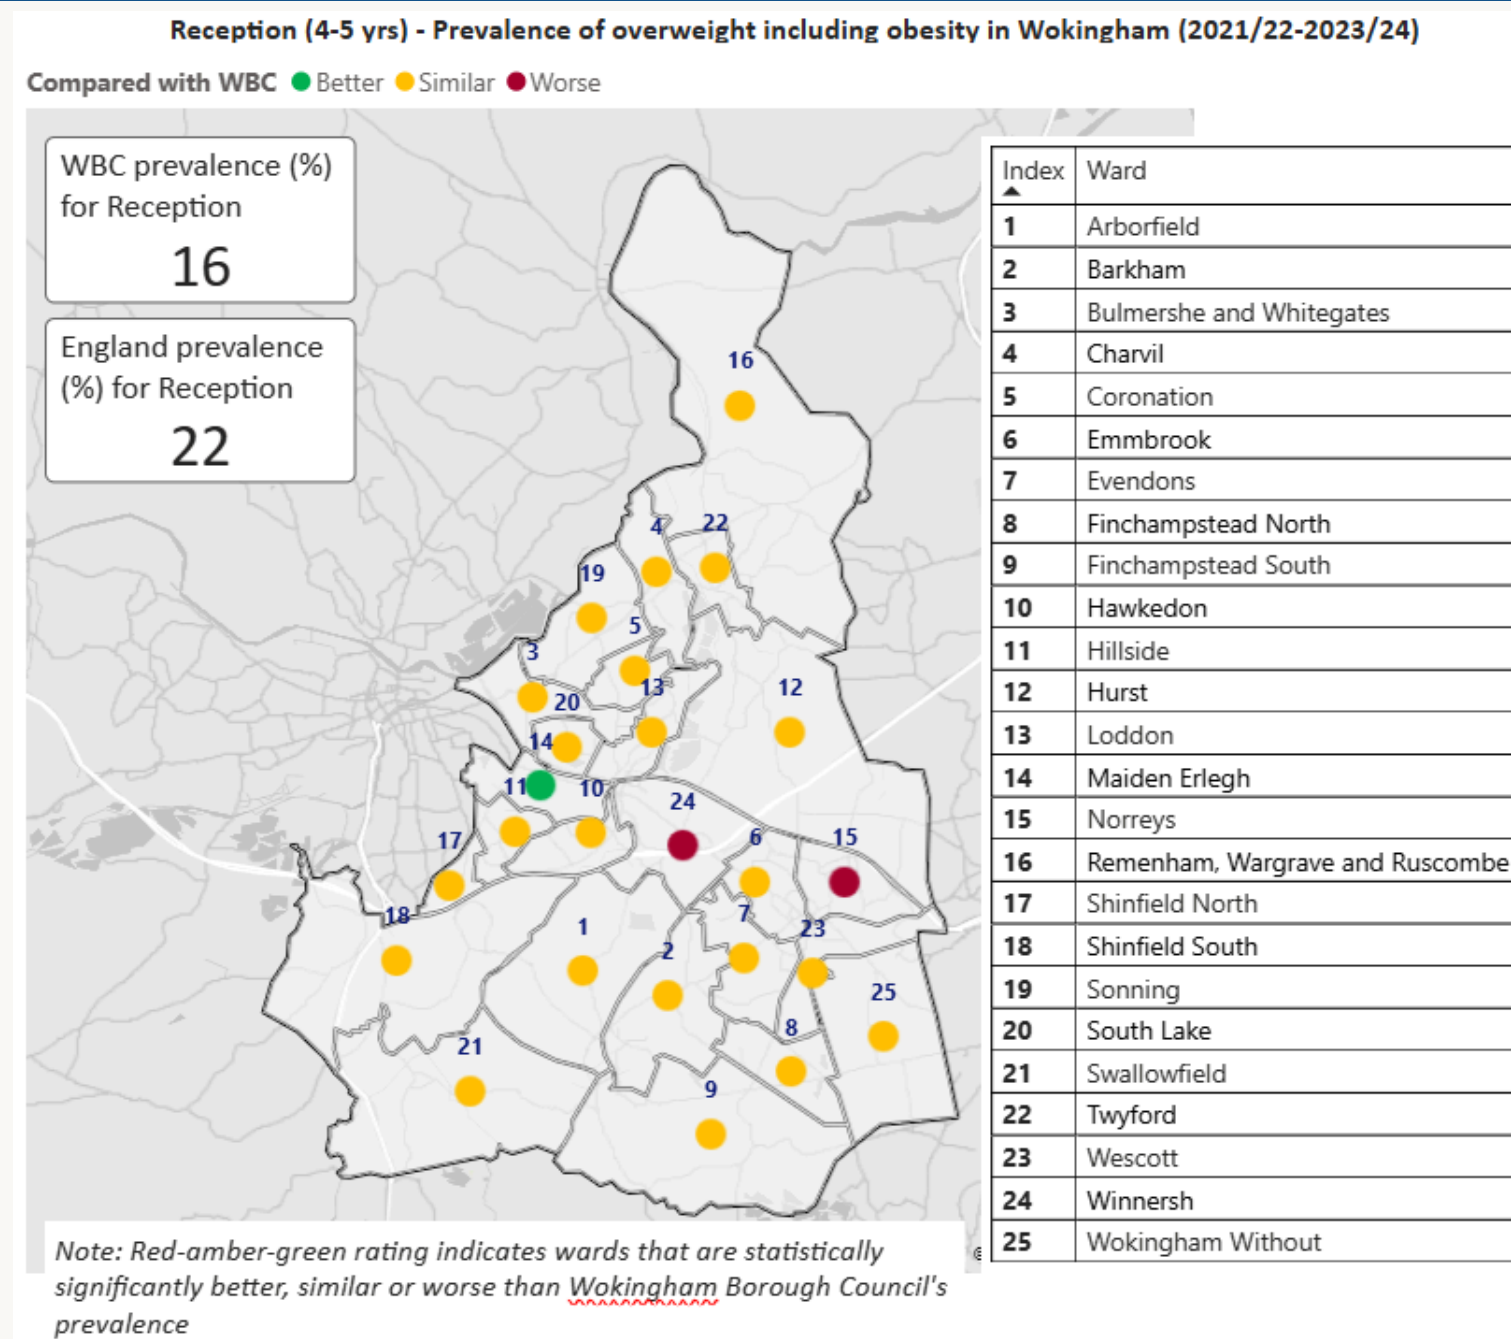 Reception (4-5 yrs) - Prevalence of overweight including obesity in Wokingham (2021/22-2023/24)
Compared with WBC Better Similar Worse
WBC prevalence (%)
for Reception
16
England prevalence
(%) for Reception
22
16
4 22
19
5
3
13 12
20
14
11 10
24
17 6 15
18
7
1 23
2
25
8
21
9
Index Ward
1 Arborfield
2 Barkham
3 Bulmershe and Whitegates
4 Charvil
5 Coronation
6 Emmbrook
7 Evendons
8 Finchampstead North
9 Finchampstead South
10 Hawkedon
11 Hillside
12 Hurst
13 Loddon
14 Maiden Erlegh
15 Norreys
16 Remenham, Wargrave and Ruscombe
17 Shinfield North
18 Shinfield South
19 Sonning
20 South Lake
21 Swallowfield
22 Twyford
23 Wescott
24 Winnersh
25 Wokingham Without
Note: Red-amber-green rating indicates wards that are statistically
significantly better, similar or worse than Wokingham Borough Council's
prevalence
©